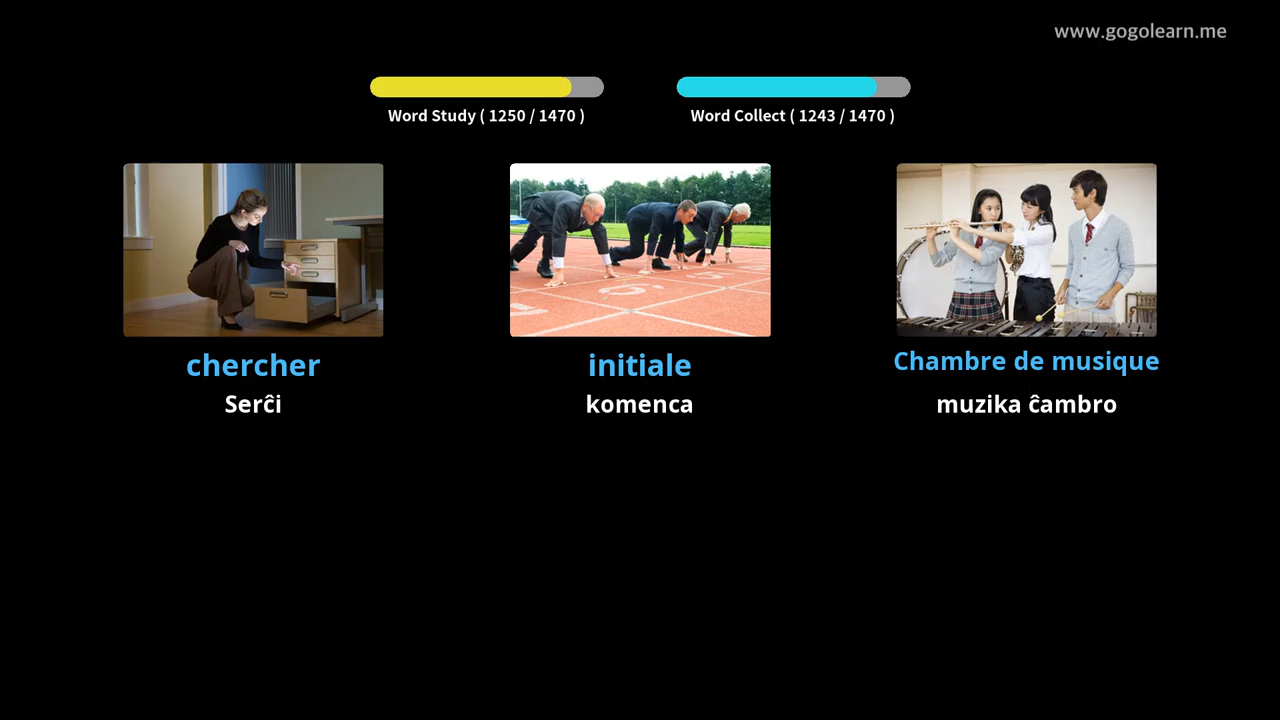 www.gogolearn.me
Word Study ( 1250 / 1470 )
Word Collect ( 1243 / 1470 )
chercher
initiale
Chambre de musique
Serĉi
komenca
muzika ĉambro